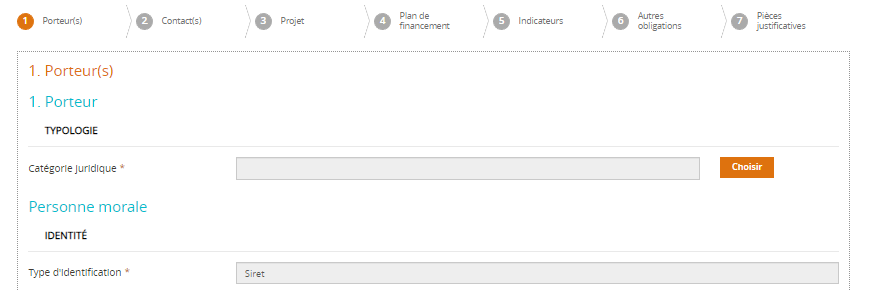 1 Porteur(s)
2 Contact(s)
3 Projet
4 Plan de
financement
5 Indicateurs
6 Autres
obligations
7 Pièces
justificatives
1. Porteur(s)
1. Porteur
TYPOLOGIE
Catégorie juridique *
Choisir
Personne morale
IDENTITÉ
Type d'identification *
Siret